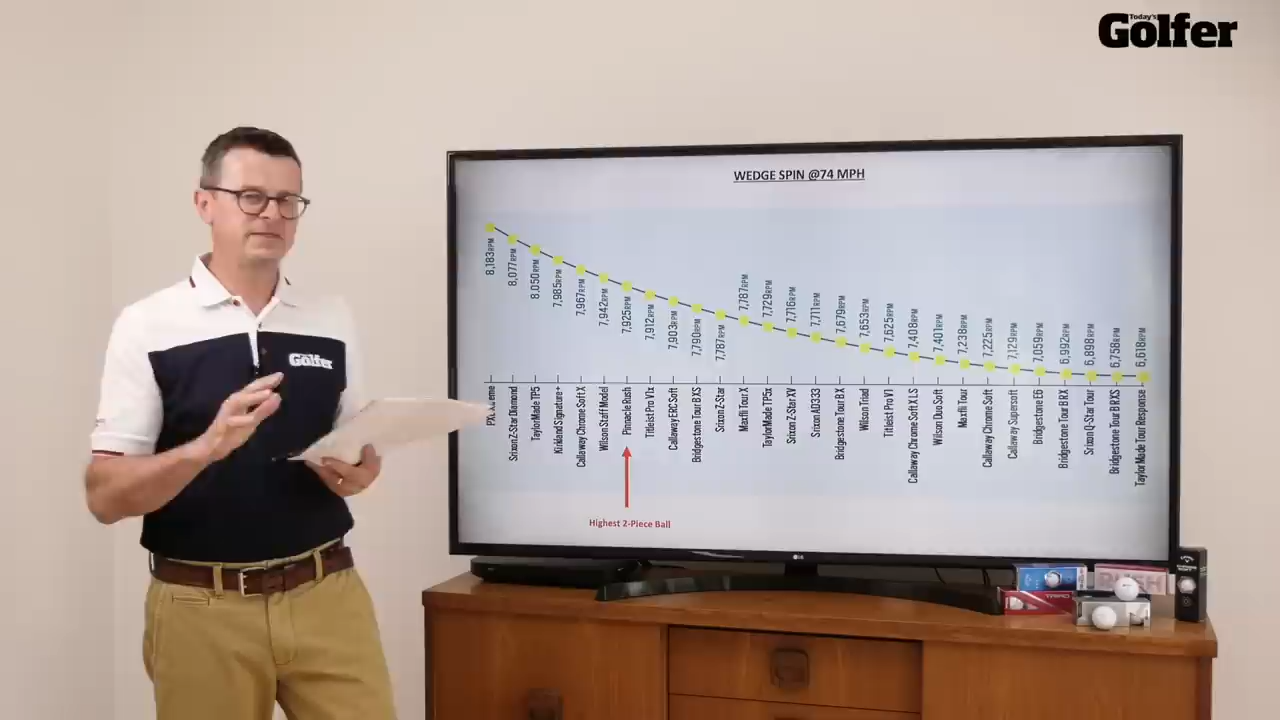 Today's
Golfer
Golfer
WEDGE SPIN @74 MPH
8,183RPM
8,077RPM
8,050RPM
7,985RPM
7,967RPM
7,942RPM
7,925RPM
7,912RPM
7,903RPM
7,790RPM
7,787RPM
7,787RPM
7,729RPM
7,716RPM
7,711RPM
7,679RPM
7,653RPM
7,625RPM
7,408RPM
7,401RPM
7,238RPM
7,225RPM
7,129RPM
7,059RPM
6,992RPM
6,898RPM
6,758RPM
6,618RPM
Srixon Z-Star Diamond
TaylorMade TP5
Kirkland Signature+
Callaway Chrome Soft X
Wilson Staff Model
Pinnacle Rush
Titleist Pro V1x
Callaway ERC Soft
Bridgestone Tour B XS
Srixon Z-Star
Maxfli Tour X
TaylorMade TP5x
Srixon Z-Star XV
Srixon AD333
Bridgestone Tour B X
Wilson Triad
Titleist Pro V1
Callaway Chrome Soft X LS
Wilson Duo Soft
Maxfli Tour
Callaway Chrome Soft
Callaway Supersoft
Bridgestone E6
Bridgestone Tour B RX
Srixon Q-Star Tour
Bridgestone Tour B RXS
TaylorMade Tour Response
Highest 2-Piece Ball
LG
RUSH
TRIAD